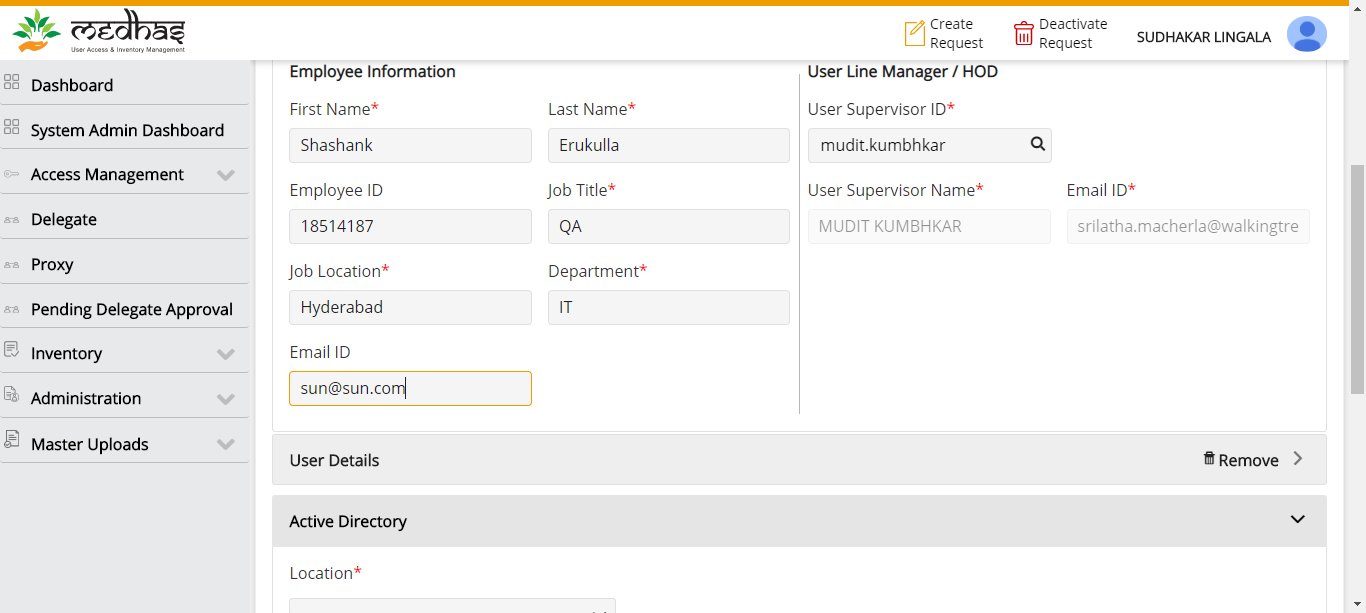 medhas
User Access & Inventory Management
Create
Request
Deactivate
Request
SUDHAKAR LINGALA
Dashboard
System Admin Dashboard
Access Management
Delegate
Proxy
Pending Delegate Approval
Inventory
Administration
Master Uploads
Employee Information
First Name*
Last Name*
Shashank
Erukulla
Employee ID
Job Title*
18514187
QA
Job Location*
Department*
Hyderabad
IT
Email ID
sun@sun.com
User Line Manager / HOD
User Supervisor ID*
mudit.kumbhkar
User Supervisor Name*
Email ID*
MUDIT KUMBHKAR
srilatha.macherla@walkingtre
User Details
Remove
Active Directory
Location*